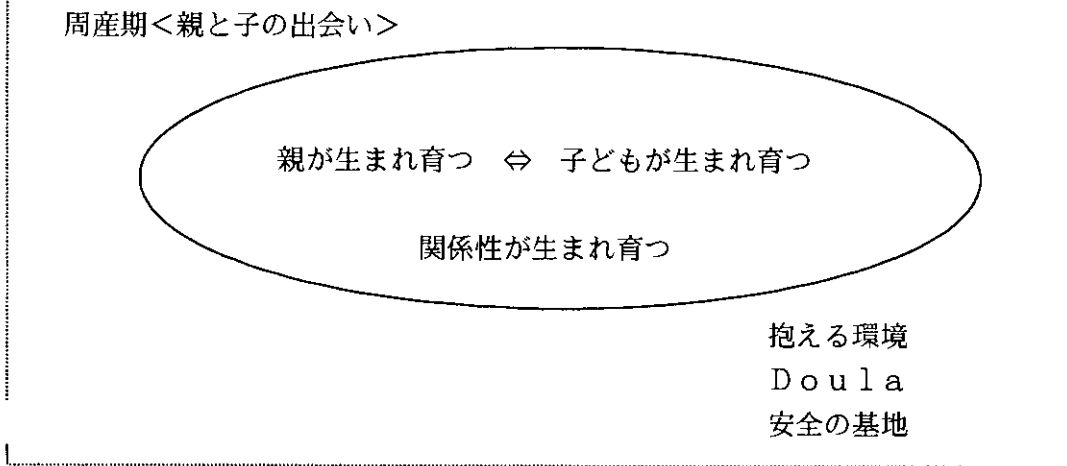 周産期＜親と子の出会い＞
親が生まれ育つ ⇔ 子どもが生まれ育つ
関係性が生まれ育つ
抱える環境
Ｄｏｕｌａ
安全の基地